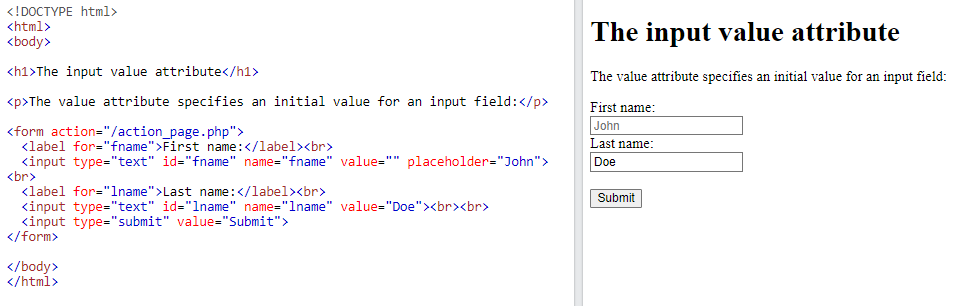 <!DOCTYPE html>
<html>
<body>
<h1>The input value attribute</h1>
<p>The value attribute specifies an initial value for an input field:</p>
<form action="/action_page.php">
<label for="fname">First name:</label><br>
<input type="text" id="fname" name="fname" value="" placeholder="John">
<br>
<label for="lname">Last name:</label><br>
<input type="text" id="lname" name="lname" value="Doe"><br><br>
<input type="submit" value="Submit">
</form>
</body>
</html>
The input value attribute
The value attribute specifies an initial value for an input field:
First name:
John
Last name:
Doe
Submit